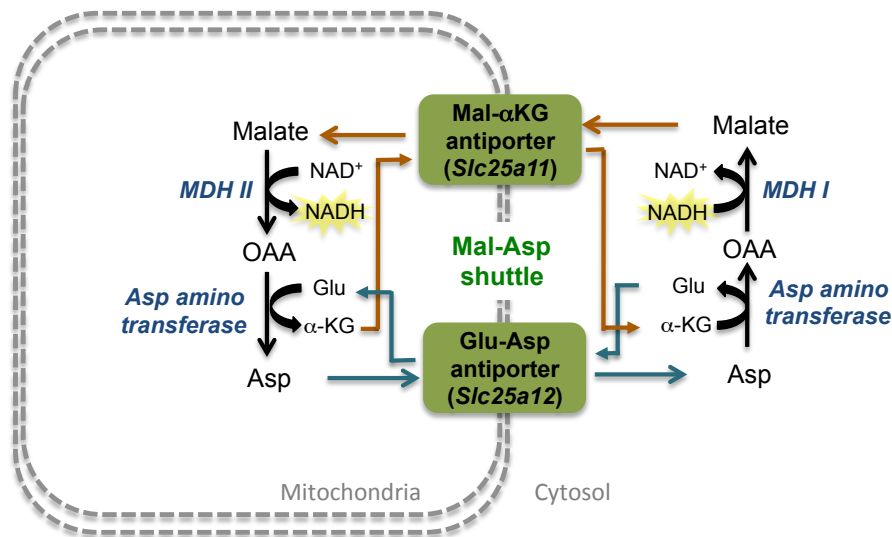 Mal-αKG
antiporter
(Slc25a11)
Malate
Malate
NAD⁺
NAD⁺
MDH II
MDH I
NADH
NADH
OAA
OAA
Mal-Asp
shuttle
Glu
Glu
Asp amino
transferase
Asp amino
transferase
α-KG
α-KG
Glu-Asp
antiporter
(Slc25a12)
Asp
Asp
Mitochondria
Cytosol